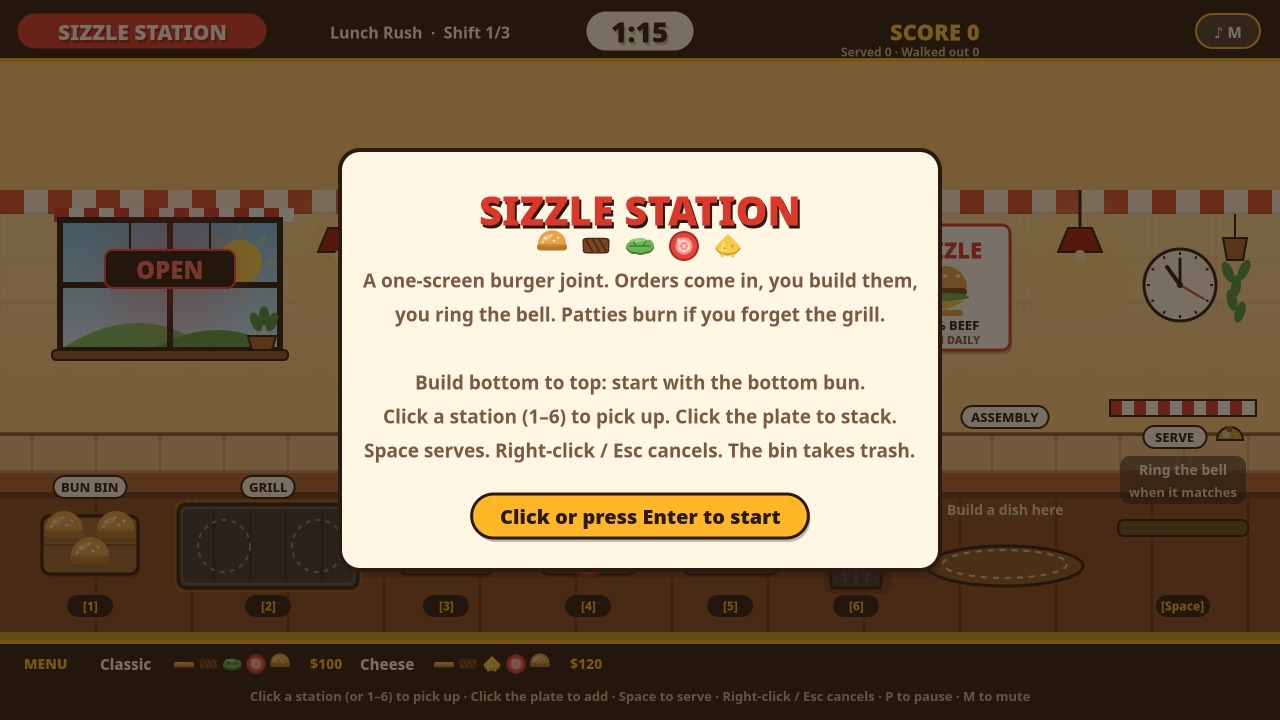 SIZZLE STATION
Lunch Rush · Shift 1/3
1:15
SCORE 0
Served 0 · Walked out 0
♪ M
OPEN
BEEF
DAILY
SIZZLE STATION
A one-screen burger joint. Orders come in, you build them,
you ring the bell. Patties burn if you forget the grill.
Build bottom to top: start with the bottom bun.
Click a station (1–6) to pick up. Click the plate to stack.
Space serves. Right-click / Esc cancels. The bin takes trash.
Click or press Enter to start
BUN BIN
GRILL
ASSEMBLY
SERVE
Ring the bell
when it matches
Build a dish here
[1]
[2]
[3]
[4]
[5]
[6]
[Space]
MENU
Classic
$100
Cheese
$120
Click a station (or 1–6) to pick up · Click the plate to add · Space to serve · Right-click / Esc cancels · P to pause · M to mute